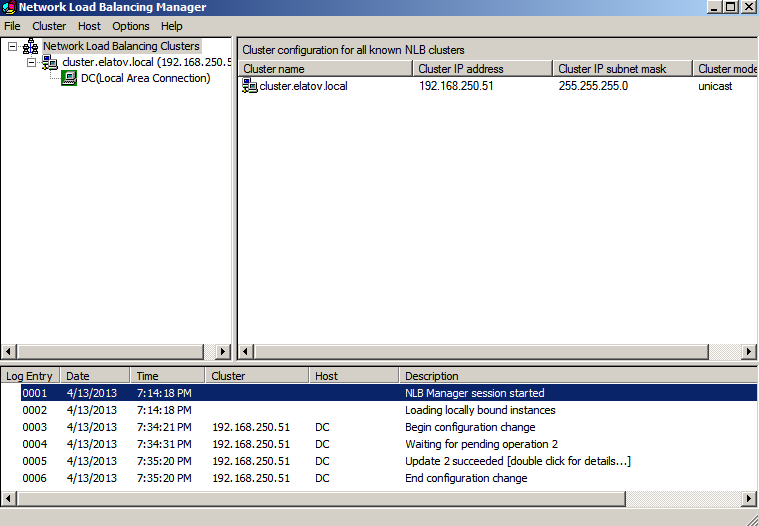 Network Load Balancing Manager
File Cluster Host Options Help
Network Load Balancing Clusters
cluster.elatov.local (192.168.250.5
DC(Local Area Connection)
Cluster configuration for all known NLB clusters
Cluster name Cluster IP address Cluster IP subnet mask Cluster mode
cluster.elatov.local 192.168.250.51 255.255.255.0 unicast
Log Entry Date Time Cluster Host Description
0001 4/13/2013 7:14:18 PM NLB Manager session started
0002 4/13/2013 7:14:18 PM Loading locally bound instances
0003 4/13/2013 7:34:21 PM 192.168.250.51 DC Begin configuration change
0004 4/13/2013 7:34:31 PM 192.168.250.51 DC Waiting for pending operation 2
0005 4/13/2013 7:35:20 PM 192.168.250.51 DC Update 2 succeeded [double click for details...]
0006 4/13/2013 7:35:20 PM 192.168.250.51 DC End configuration change